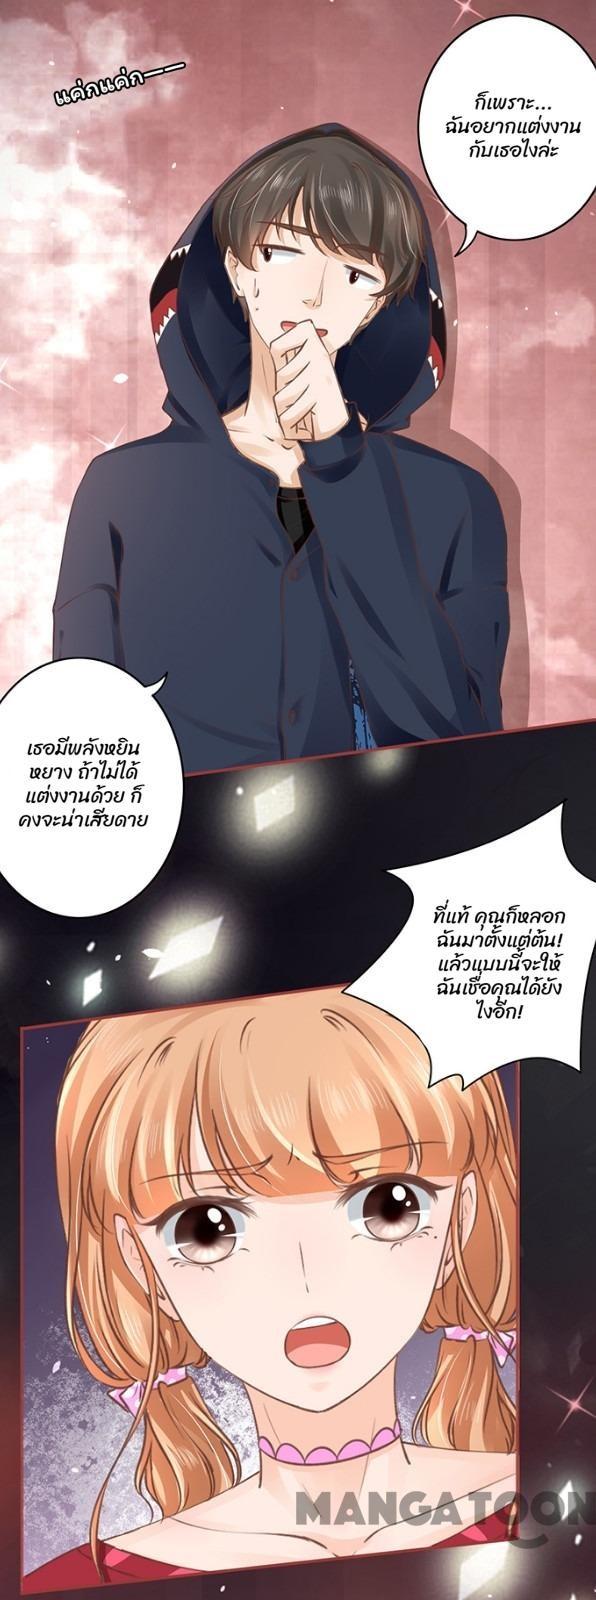 แค่กแค่ก——
ก็เพราะ...
ฉันอยากแต่งงาน
กับเธอไงล่ะ
เธอมีพลังหยิน
หยาง ถ้าไม่ได้
แต่งงานด้วย ก็
คงจะน่าเสียดาย
ที่แท้ คุณก็หลอก
ฉันมาตั้งแต่ต้น!
แล้วแบบนี้จะให้
ฉันเชื่อคุณได้ยัง
ไงอีก!
MANGATOON